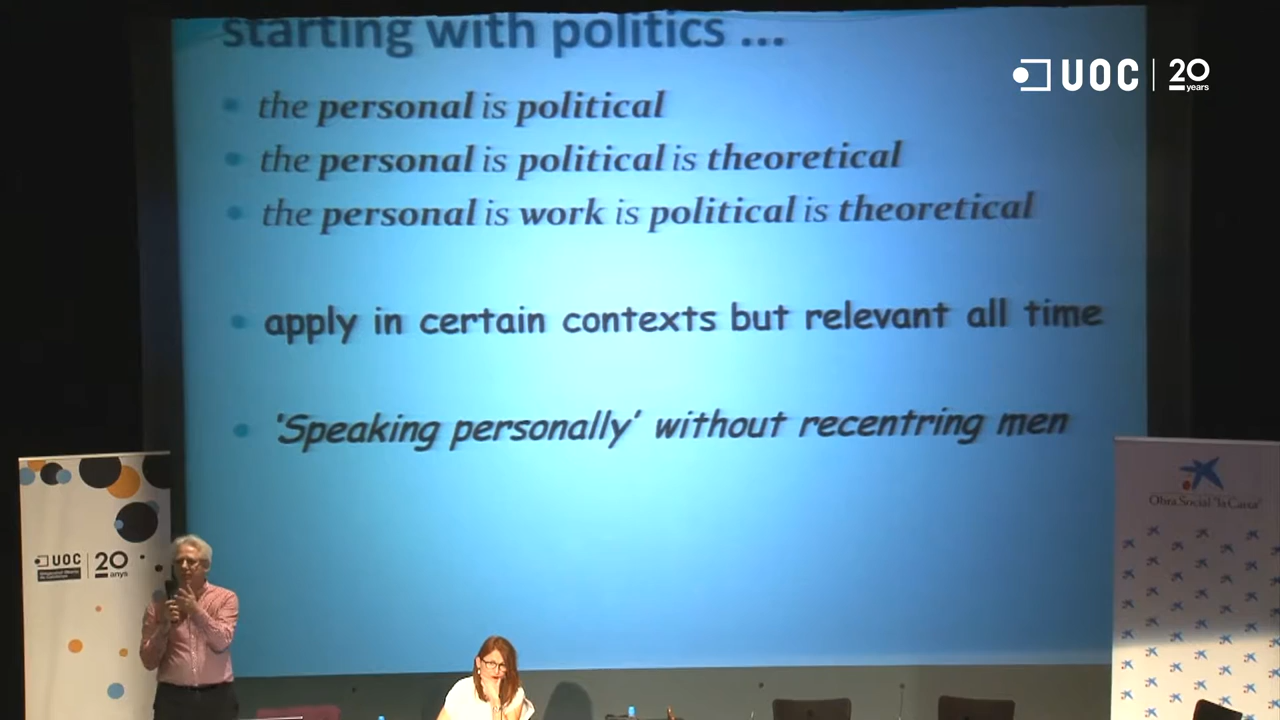 starting with politics ...
UOC | 20 years
the personal is political
the personal is political is theoretical
the personal is work is political is theoretical
apply in certain contexts but relevant all time
'Speaking personally' without recentring men
Obra Social "la Caixa"
UOC | 20 anys